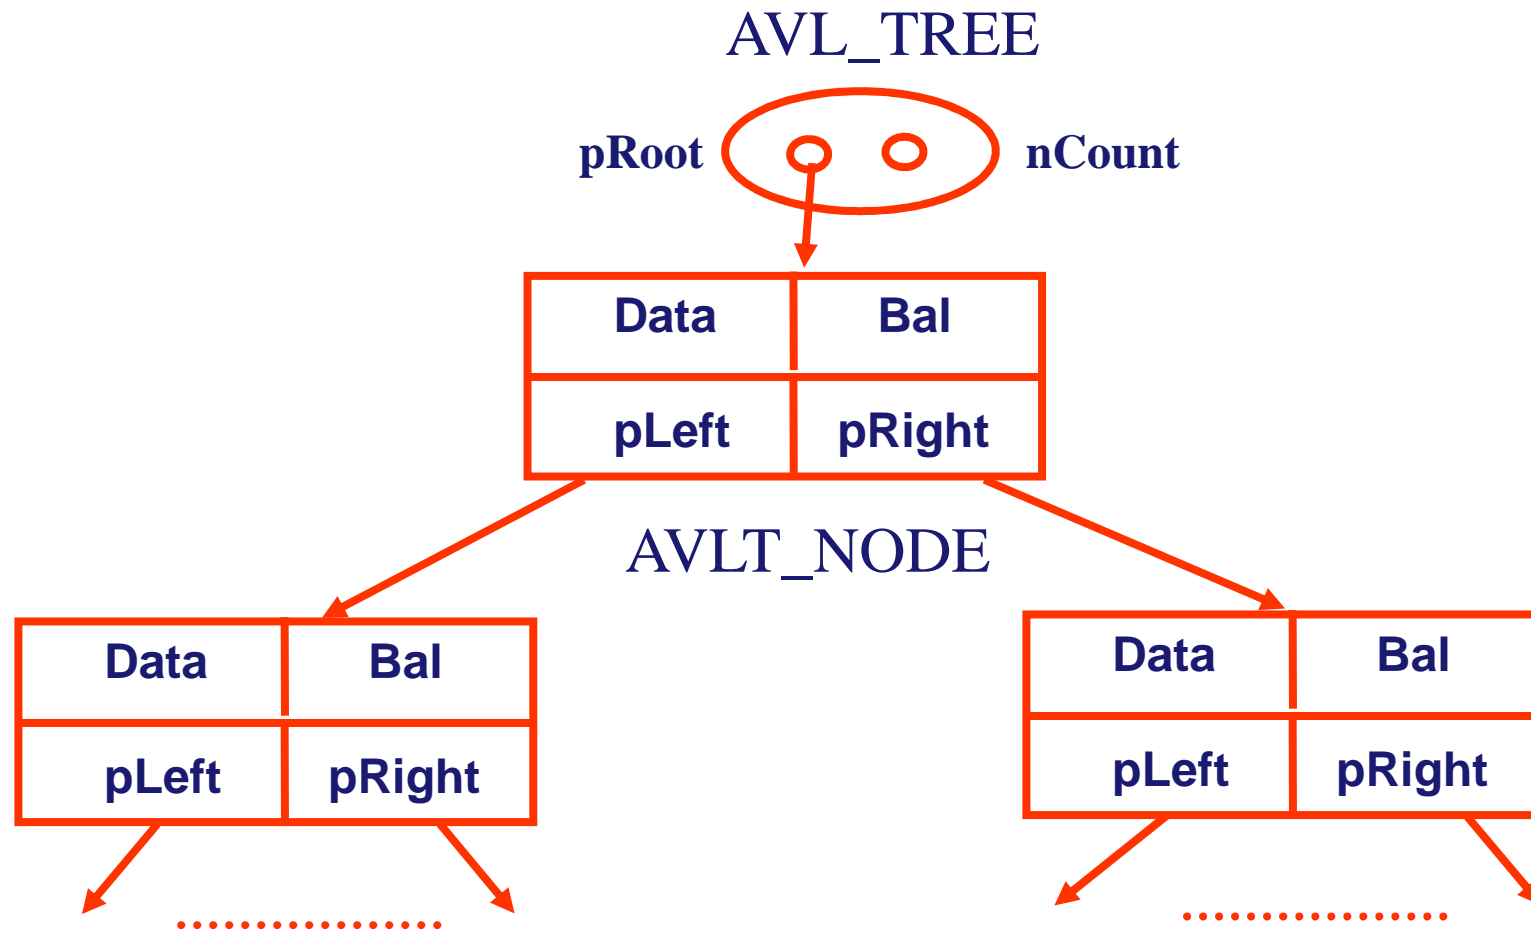 AVL_TREE
pRoot nCount
Data Bal
pLeft pRight
AVLT_NODE
Data Bal
pLeft pRight
Data Bal
pLeft pRight